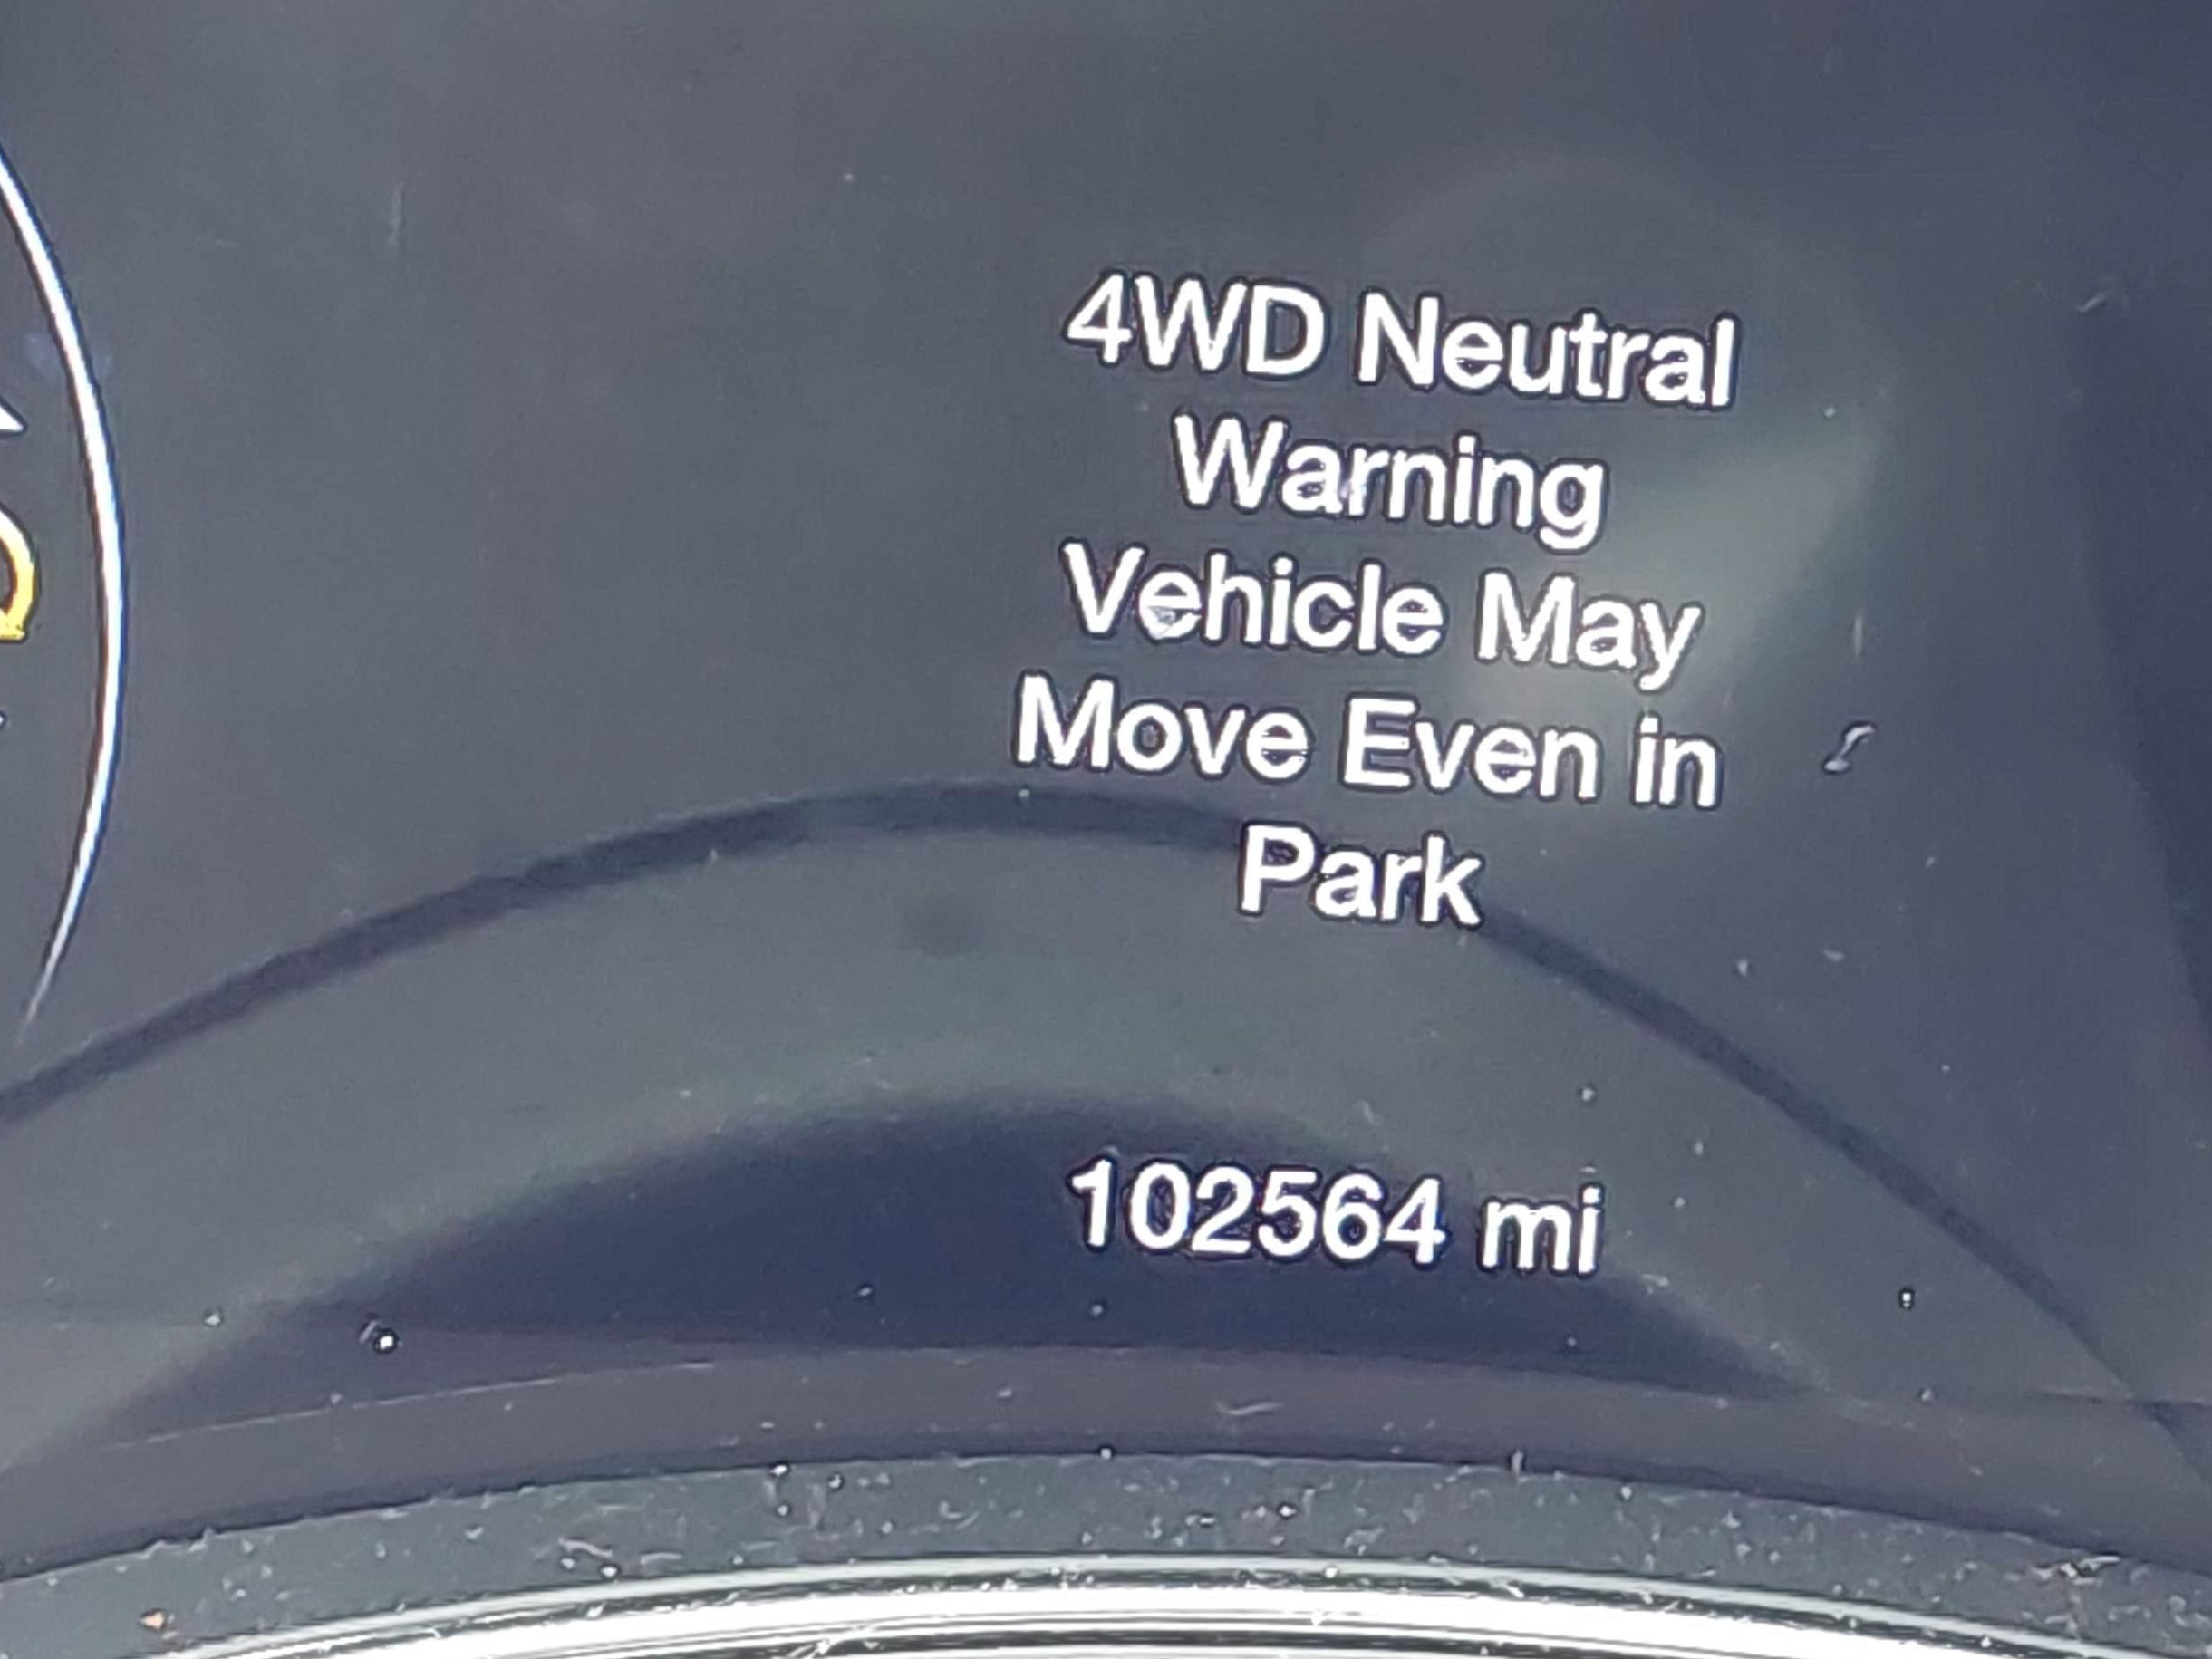 4WD Neutral
Warning
Vehicle May
Move Even in
Park
102564 mi